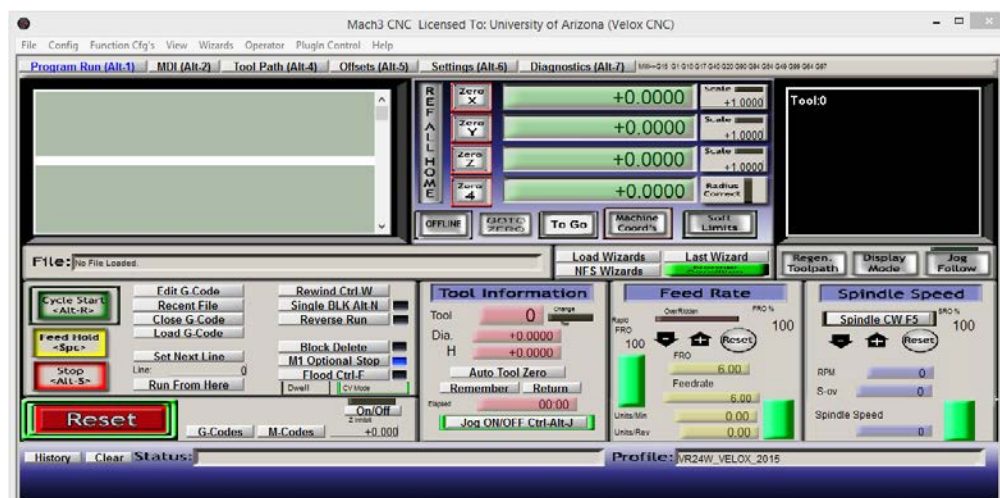 Mach3 CNC Licensed To: University of Arizona (Velox CNC)
File Config Function Cfg's View Wizards Operator PlugIn Control Help
Program Run (Alt-1) MDI (Alt-2) Tool Path (Alt-4) Offsets (Alt-5) Settings (Alt-6) Diagnostics (Alt-7)
REF ALL HOME
Zero X +0.0000 Scale +1.0000
Zero Y +0.0000 Scale +1.0000
Zero Z +0.0000 Scale +1.0000
Zero 4 +0.0000 Radius Correct
OFFLINE GOTO ZERO To Go Machine Coord's Soft Limits
Tool:0
File: No File Loaded.
Load Wizards Last Wizard
NFS Wizards
Regen. Toolpath Display Mode Jog Follow
Cycle Start <Alt-R>
Feed Hold <Spc>
Stop <Alt-S>
Edit G-Code Rewind Ctrl-W
Recent File Single BLK Alt-N
Close G-Code Reverse Run
Load G-Code
Block Delete
Set Next Line M1 Optional Stop
Line: 0 Flood Ctrl-F
Run From Here Dwell CV Mode
Reset
G-Codes M-Codes
On/Off
Z Inhibit
+0.000
Tool Information
Tool 0 Change
Dia. +0.0000
H +0.0000
Auto Tool Zero
Remember Return
Elapsed 00:00
Jog ON/OFF Ctrl-Alt-J
Feed Rate
OverRidden FRO %
Rapid FRO 100 Reset 100
FRO
6.00
Feedrate
6.00
Units/Min 0.00
Units/Rev 0.00
Spindle Speed
Spindle CW F5 SRO %
Reset 100
RPM 0
S-ov 0
Spindle Speed
0
History Clear Status: Profile: VR24W_VELOX_2015